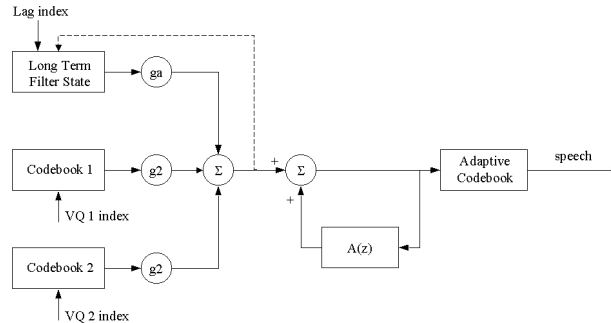 Lag index
Long Term
Filter State
ga
Codebook 1
g2
Σ
+
Σ
+
Adaptive
Codebook
speech
VQ 1 index
A(z)
Codebook 2
g2
VQ 2 index